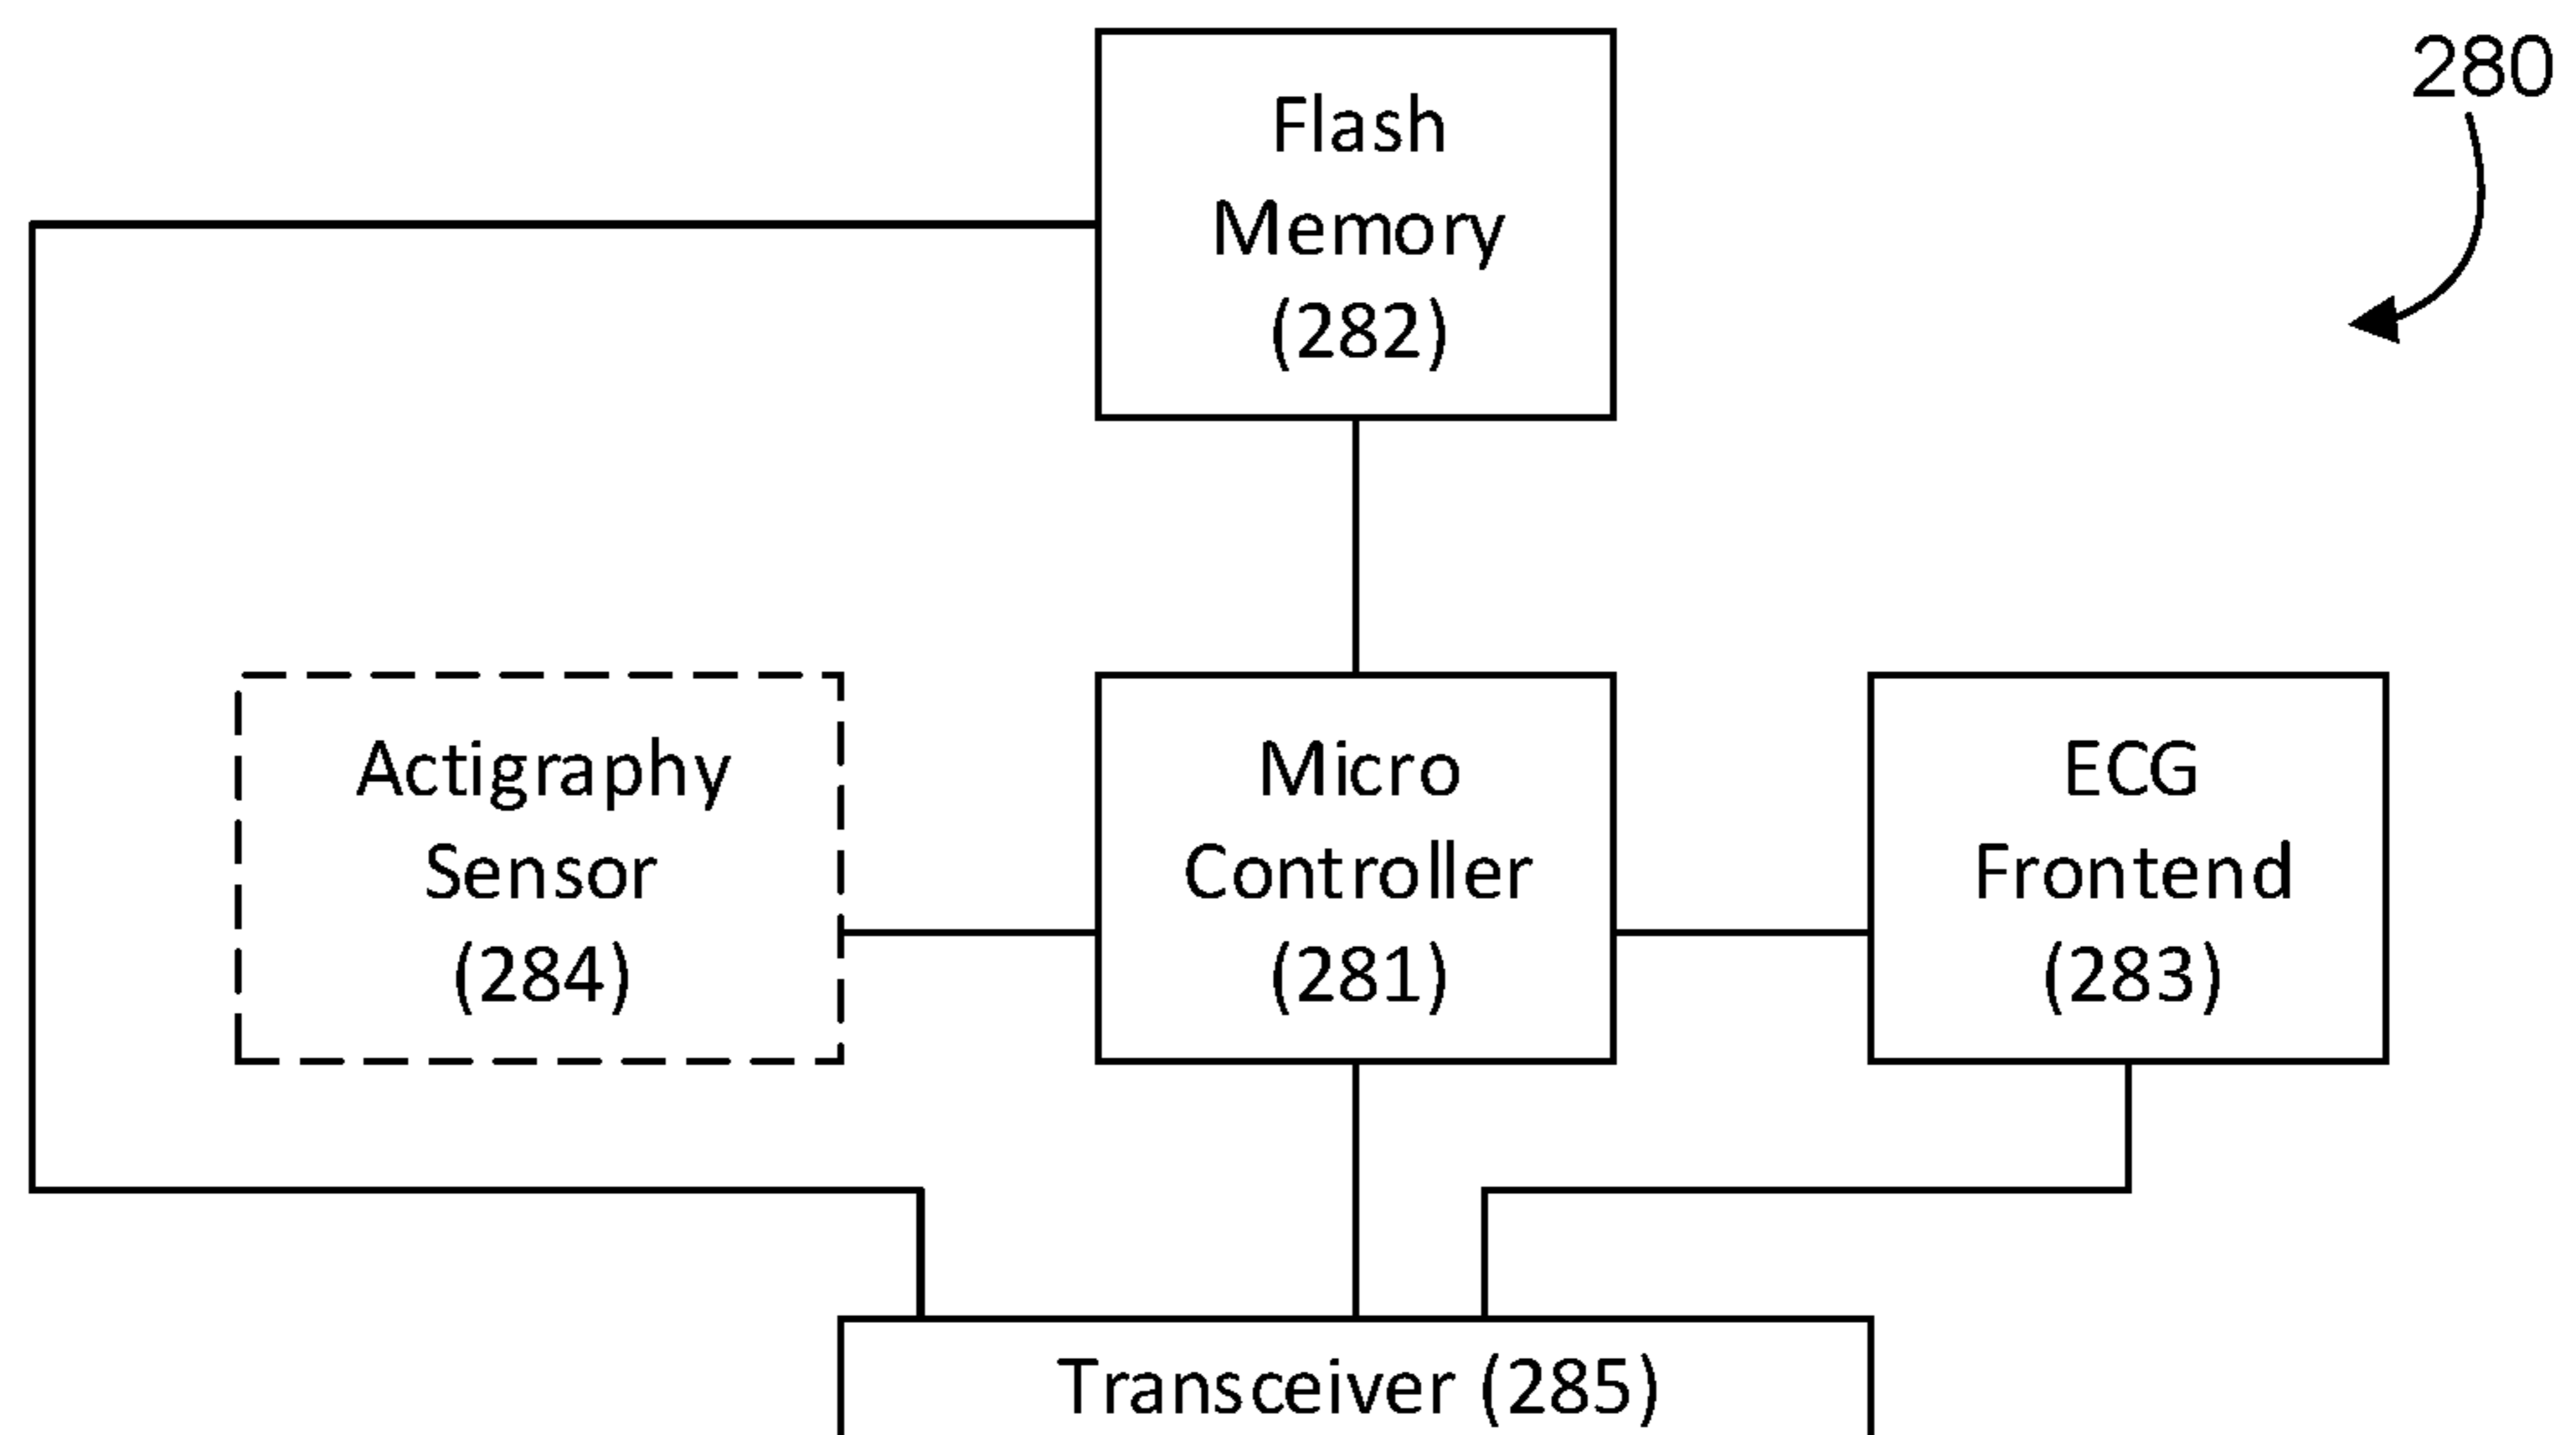 280
Flash
Memory
(282)
Actigraphy
Sensor
(284)
Micro
Controller
(281)
ECG
Frontend
(283)
Transceiver (285)